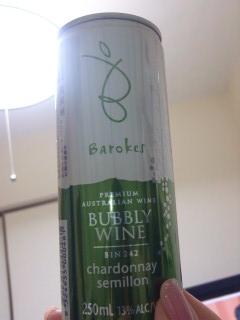 Barokes
PREMIUM
AUSTRALIAN WINE
BUBBLY
WINE
BIN 242
chardonnay
semillon
250mL 13% ALC/